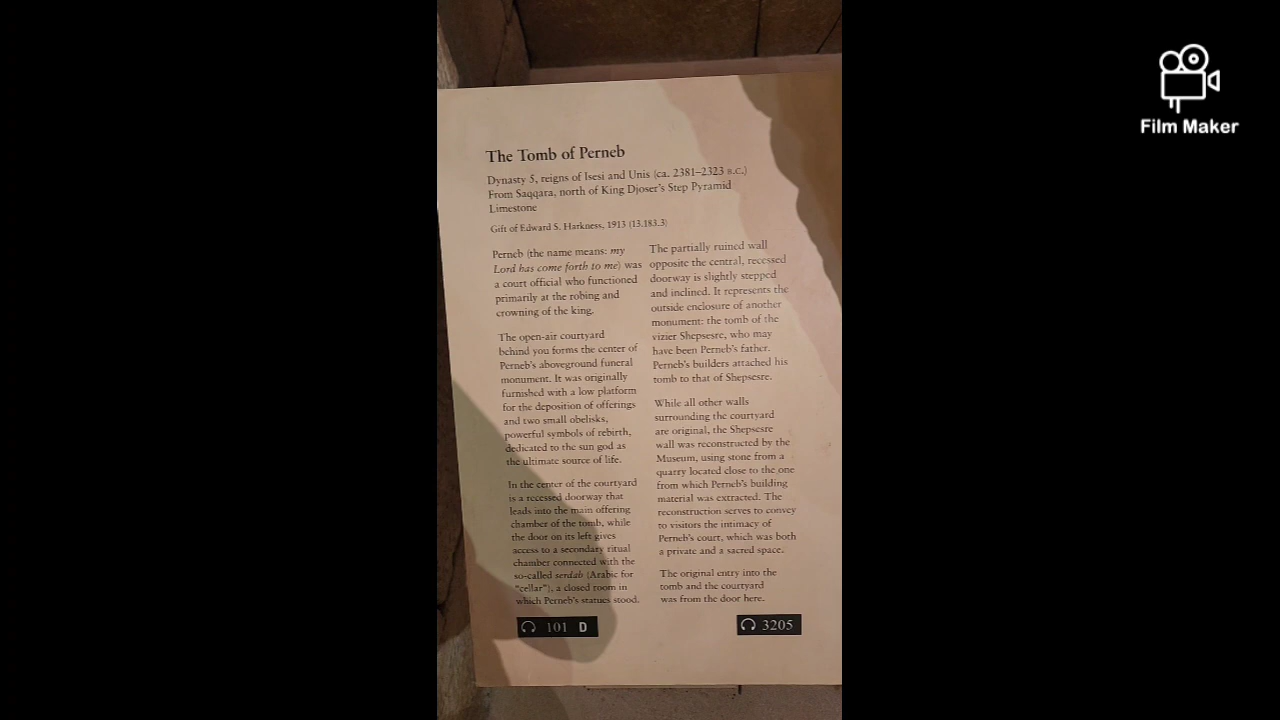 The Tomb of Perneb
Dynasty 5, reigns of Isesi and Unis (ca. 2381–2323 B.C.)
From Saqqara, north of King Djoser's Step Pyramid
Limestone
Gift of Edward S. Harkness, 1913 (13.183.3)
Perneb (the name means: my
Lord has come forth to me) was
a court official who functioned
primarily at the robing and
crowning of the king.
The open-air courtyard
behind you forms the center of
Perneb's aboveground funeral
monument. It was originally
furnished with a low platform
for the deposition of offerings
and two small obelisks,
powerful symbols of rebirth,
dedicated to the sun god as
the ultimate source of life.
In the center of the courtyard
is a recessed doorway that
leads into the main offering
chamber of the tomb, while
the door on its left gives
access to a secondary ritual
chamber connected with the
so-called serdab (Arabic for
"cellar"), a closed room in
which Perneb's statues stood.
The partially ruined wall
opposite the central, recessed
doorway is slightly stepped
and inclined. It represents the
outside enclosure of another
monument: the tomb of the
vizier Shepsesre, who may
have been Perneb's father.
Perneb's builders attached his
tomb to that of Shepsesre.
While all other walls
surrounding the courtyard
are original, the Shepsesre
wall was reconstructed by the
Museum, using stone from a
quarry located close to the one
from which Perneb's building
material was extracted. The
reconstruction serves to convey
to visitors the intimacy of
Perneb's court, which was both
a private and a sacred space.
The original entry into the
tomb and the courtyard
was from the door here.
101 D
3205
Film Maker